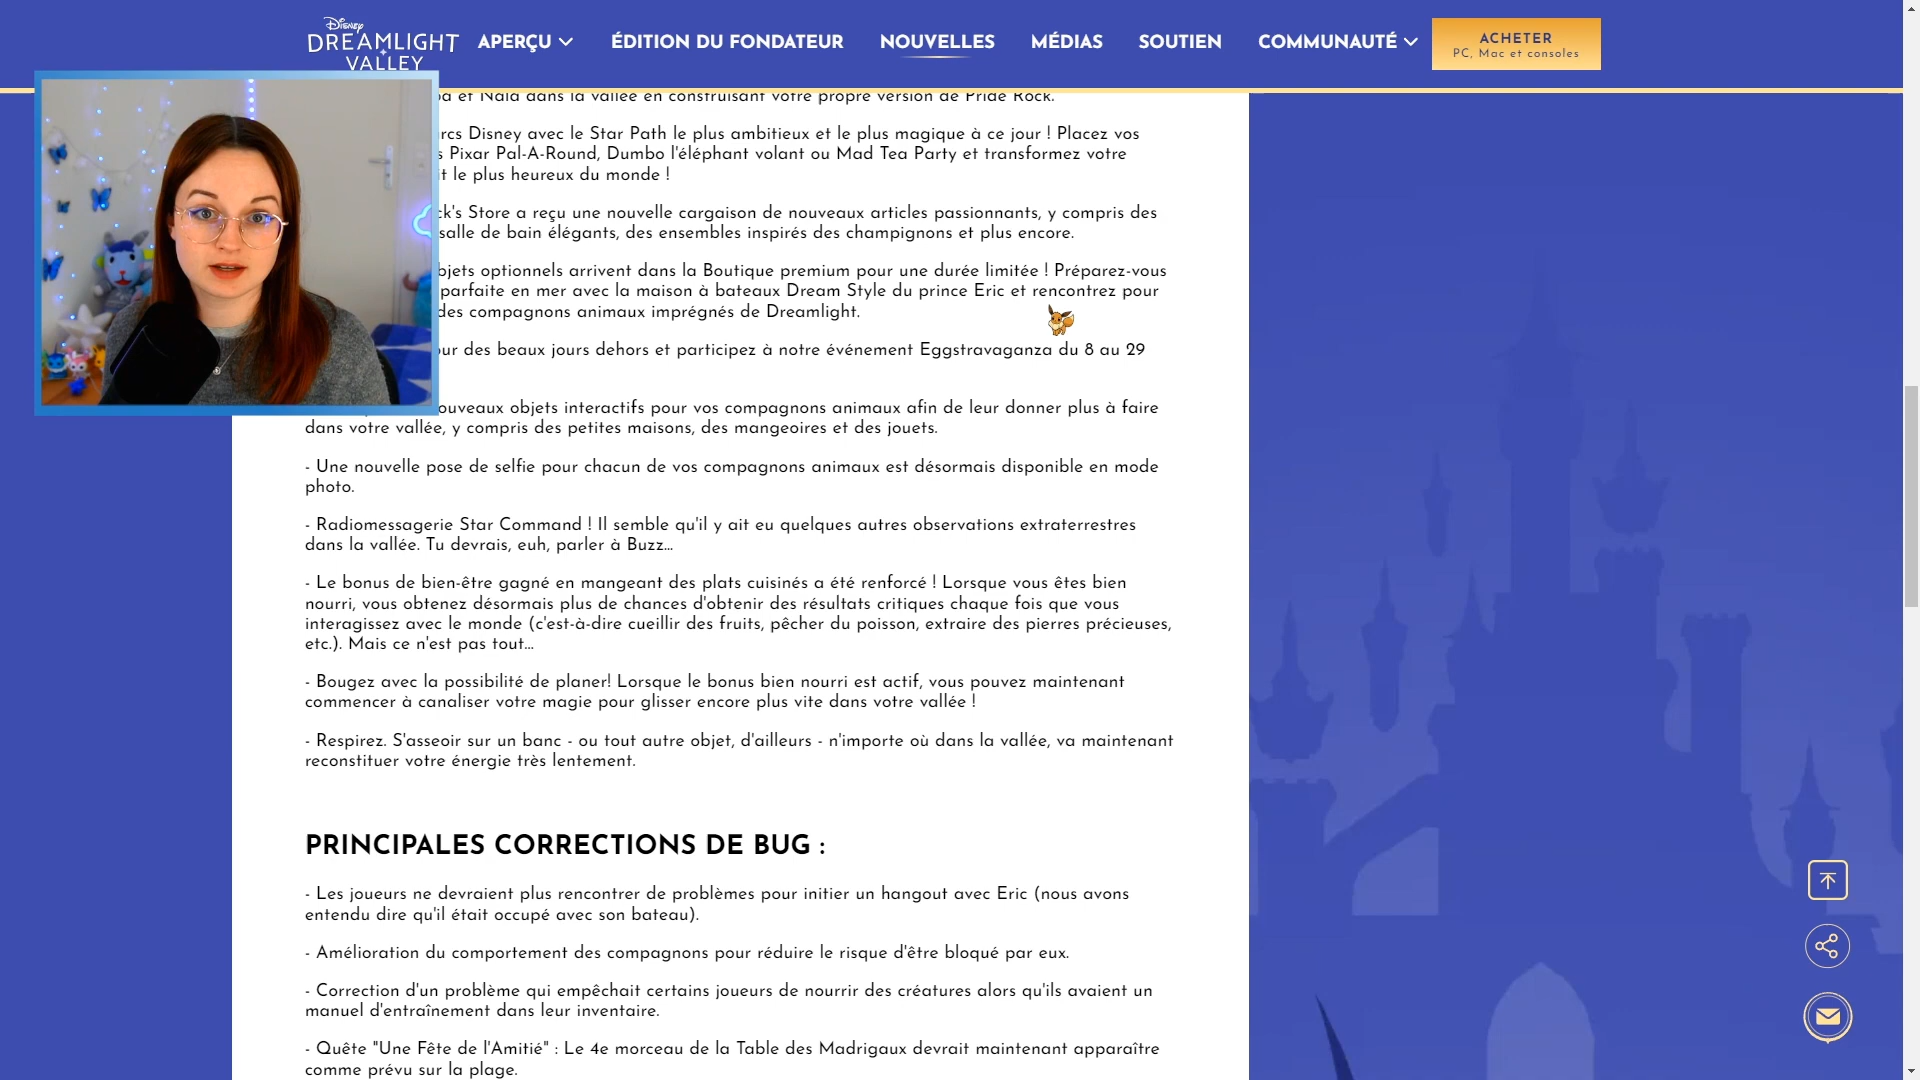 Disney
DREAMLIGHT
VALLEY
APERÇU
ÉDITION DU FONDATEUR
NOUVELLES
MÉDIAS
SOUTIEN
COMMUNAUTÉ
ACHETER
PC, Mac et consoles
et Nala dans la vallée en construisant votre propre version de Pride Rock.
Disney avec le Star Path le plus ambitieux et le plus magique à ce jour ! Placez vos
Pixar Pal-A-Round, Dumbo l'éléphant volant ou Mad Tea Party et transformez votre
le plus heureux du monde !
Store a reçu une nouvelle cargaison de nouveaux articles passionnants, y compris des
salle de bain élégants, des ensembles inspirés des champignons et plus encore.
optionnels arrivent dans la Boutique premium pour une durée limitée ! Préparez-vous
parfaite en mer avec la maison à bateaux Dream Style du prince Eric et rencontrez pour
des compagnons animaux imprégnés de Dreamlight.
des beaux jours dehors et participez à notre événement Eggstravaganza du 8 au 29
objets interactifs pour vos compagnons animaux afin de leur donner plus à faire
dans votre vallée, y compris des petites maisons, des mangeoires et des jouets.
- Une nouvelle pose de selfie pour chacun de vos compagnons animaux est désormais disponible en mode
photo.
- Radiomessagerie Star Command ! Il semble qu'il y ait eu quelques autres observations extraterrestres
dans la vallée. Tu devrais, euh, parler à Buzz...
- Le bonus de bien-être gagné en mangeant des plats cuisinés a été renforcé ! Lorsque vous êtes bien
nourri, vous obtenez désormais plus de chances d'obtenir des résultats critiques chaque fois que vous
interagissez avec le monde (c'est-à-dire cueillir des fruits, pêcher du poisson, extraire des pierres précieuses,
etc.). Mais ce n'est pas tout...
- Bougez avec la possibilité de planer! Lorsque le bonus bien nourri est actif, vous pouvez maintenant
commencer à canaliser votre magie pour glisser encore plus vite dans votre vallée !
- Respirez. S'asseoir sur un banc - ou tout autre objet, d'ailleurs - n'importe où dans la vallée, va maintenant
reconstituer votre énergie très lentement.
PRINCIPALES CORRECTIONS DE BUG :
- Les joueurs ne devraient plus rencontrer de problèmes pour initier un hangout avec Eric (nous avons
entendu dire qu'il était occupé avec son bateau).
- Amélioration du comportement des compagnons pour réduire le risque d'être bloqué par eux.
- Correction d'un problème qui empêchait certains joueurs de nourrir des créatures alors qu'ils avaient un
manuel d'entraînement dans leur inventaire.
- Quête "Une Fête de l'Amitié" : Le 4e morceau de la Table des Madrigaux devrait maintenant apparaître
comme prévu sur la plage.